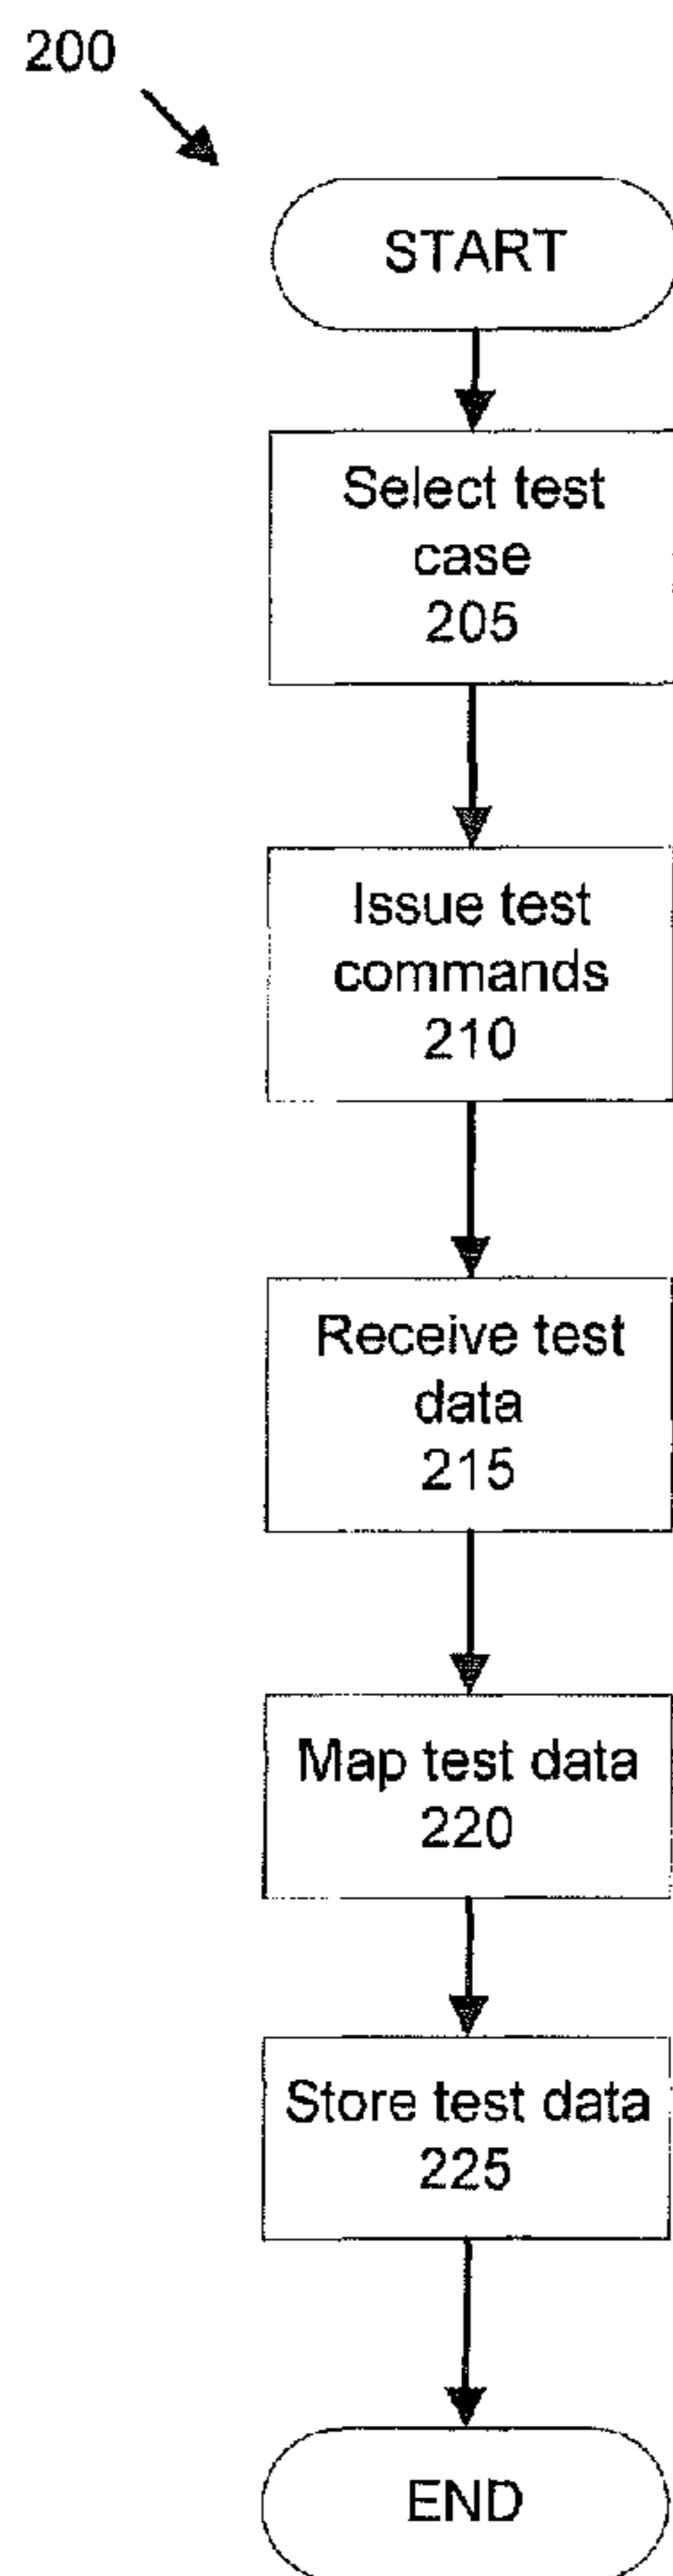 200
START
Select test
case
205
Issue test
commands
210
Receive test
data
215
Map test data
220
Store test data
225
END